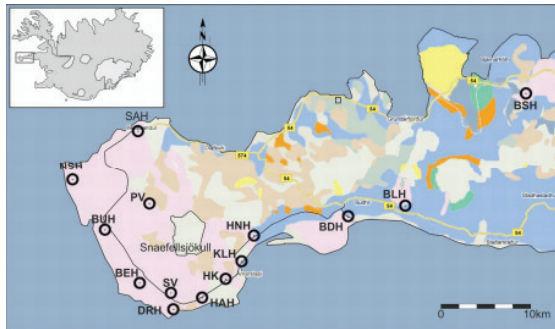 SAH
NSH
PV
BUH
Snaefellsjökull
BEH
SV
DRH
HAH
HK
KLH
HNH
BDH
BLH
BSH
54
54
574
54
54
54
0
10km